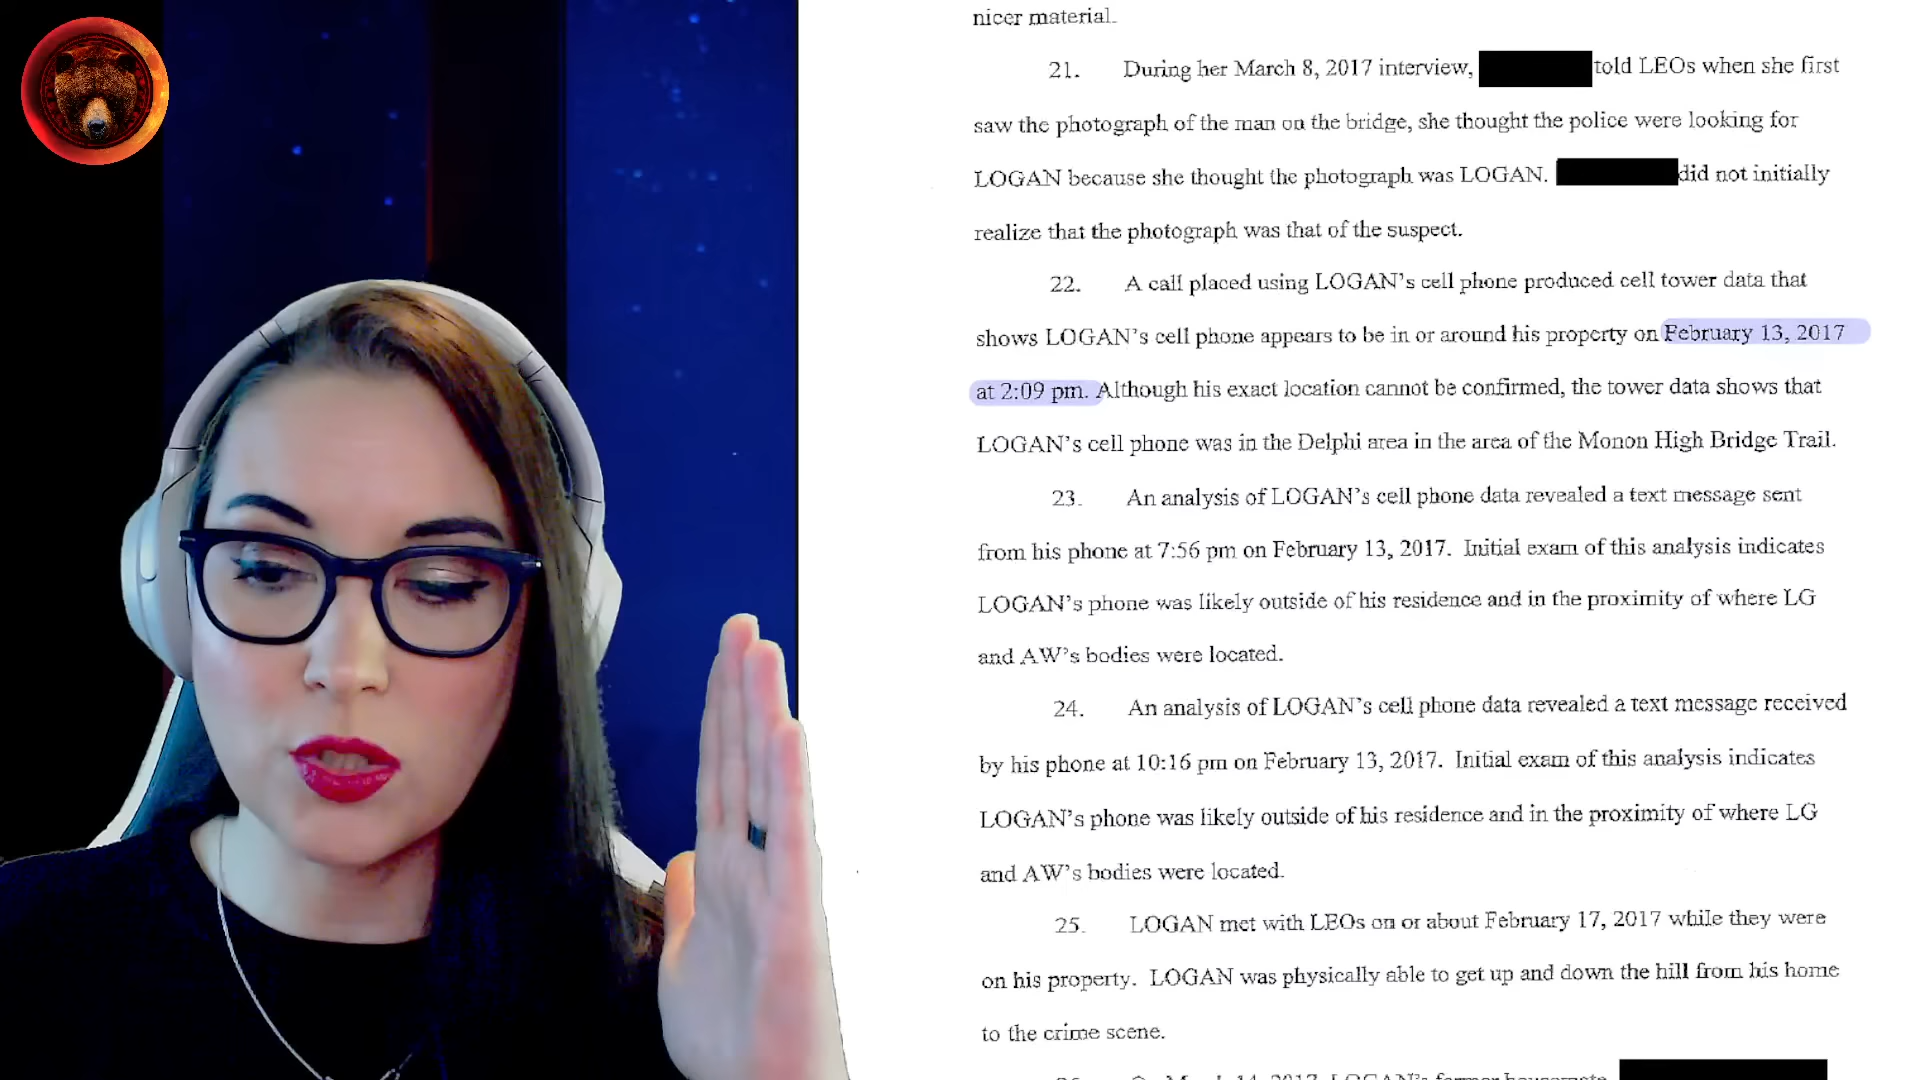 nicer material.
21. During her March 8, 2017 interview, told LEOs when she first
saw the photograph of the man on the bridge, she thought the police were looking for
LOGAN because she thought the photograph was LOGAN. did not initially
realize that the photograph was that of the suspect.
22. A call placed using LOGAN's cell phone produced cell tower data that
shows LOGAN's cell phone appears to be in or around his property on February 13, 2017
at 2:09 pm. Although his exact location cannot be confirmed, the tower data shows that
LOGAN's cell phone was in the Delphi area in the area of the Monon High Bridge Trail.
23. An analysis of LOGAN's cell phone data revealed a text message sent
from his phone at 7:56 pm on February 13, 2017. Initial exam of this analysis indicates
LOGAN's phone was likely outside of his residence and in the proximity of where LG
and AW's bodies were located.
24. An analysis of LOGAN's cell phone data revealed a text message received
by his phone at 10:16 pm on February 13, 2017. Initial exam of this analysis indicates
LOGAN's phone was likely outside of his residence and in the proximity of where LG
and AW's bodies were located.
25. LOGAN met with LEOs on or about February 17, 2017 while they were
on his property. LOGAN was physically able to get up and down the hill from his home
to the crime scene.
March 14, 2017, LOGAN's former housemate,